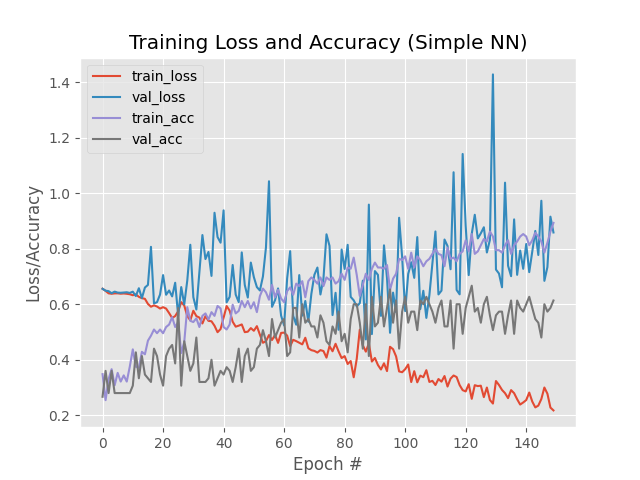 Training Loss and Accuracy (Simple NN)
train_loss
val_loss
train_acc
val_acc
1.4
1.2
1.0
0.8
0.6
0.4
0.2
Loss/Accuracy
0 20 40 60 80 100 120 140
Epoch #